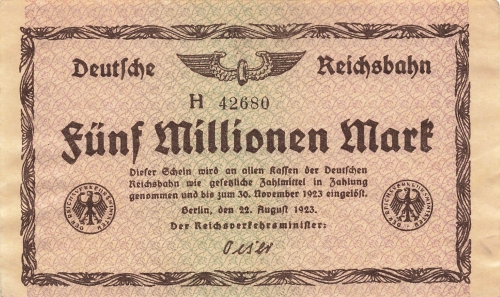 Deutsche Reichsbahn
H 42680
Fünf Millionen Mark
Dieser Schein wird an allen Kassen der Deutschen
Reichsbahn wie gesetzliche Zahlmittel in Zahlung
genommen und bis zum 30. November 1923 eingelöst.
Berlin, den 22. August 1923.
Der Reichsverkehrsminister:
Oeser